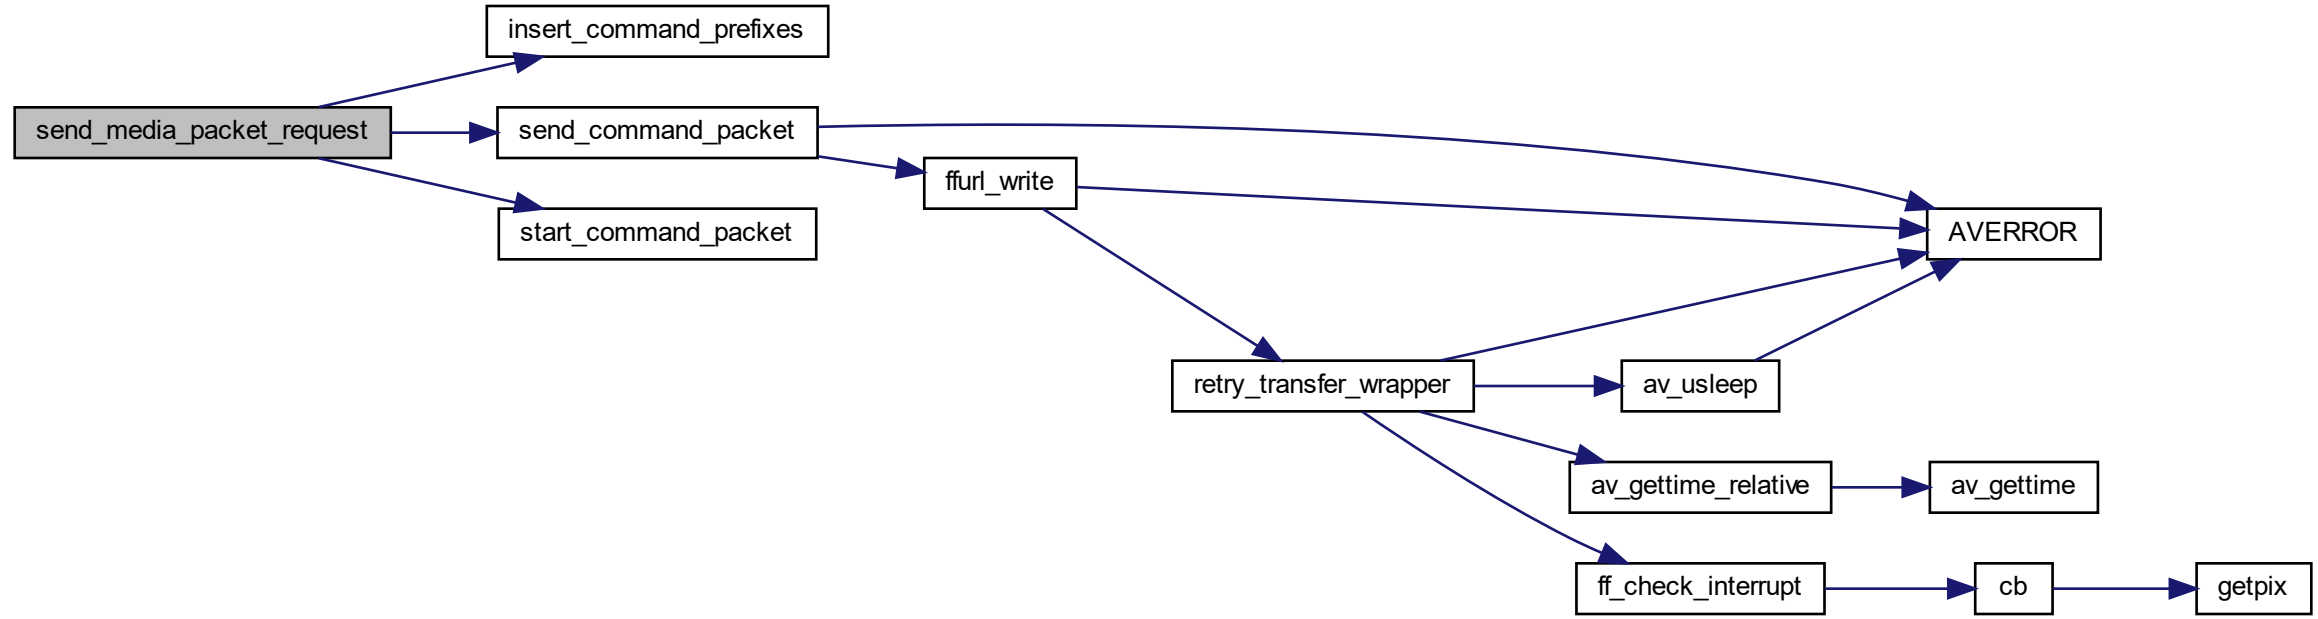 insert_command_prefixes
send_media_packet_request
send_command_packet
ffurl_write
start_command_packet
AVERROR
retry_transfer_wrapper
av_usleep
av_gettime_relative
av_gettime
ff_check_interrupt
cb
getpix